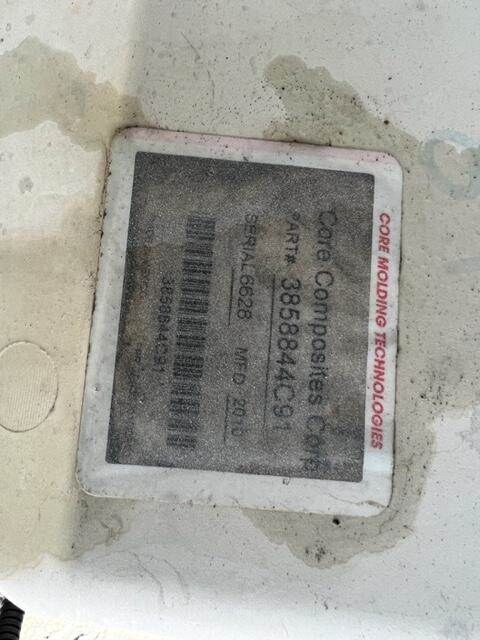 CORE MOLDING TECHNOLOGIES
Core Composites Corp
PART# 3858844C91
SERIAL 6628 MFD 2010
3858844C91